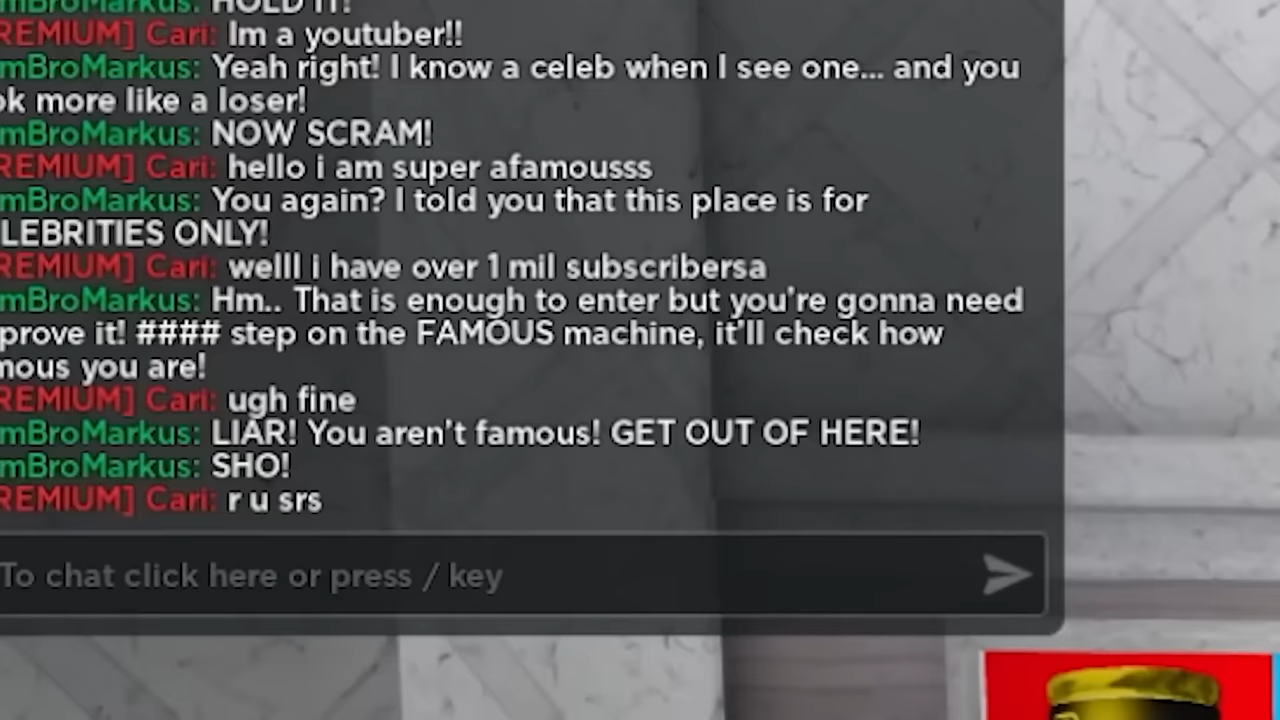 mBroMarkus: HOLD IT!
REMIUM] Cari: Im a youtuber!!
mBroMarkus: Yeah right! I know a celeb when I see one... and you
ok more like a loser!
mBroMarkus: NOW SCRAM!
REMIUM] Cari: hello i am super afamousss
mBroMarkus: You again? I told you that this place is for
LEBRITIES ONLY!
REMIUM] Cari: welll i have over 1 mil subscribersa
mBroMarkus: Hm.. That is enough to enter but you're gonna need
prove it! #### step on the FAMOUS machine, it'll check how
mous you are!
REMIUM] Cari: ugh fine
mBroMarkus: LIAR! You aren't famous! GET OUT OF HERE!
mBroMarkus: SHO!
REMIUM] Cari: r u srs
To chat click here or press / key